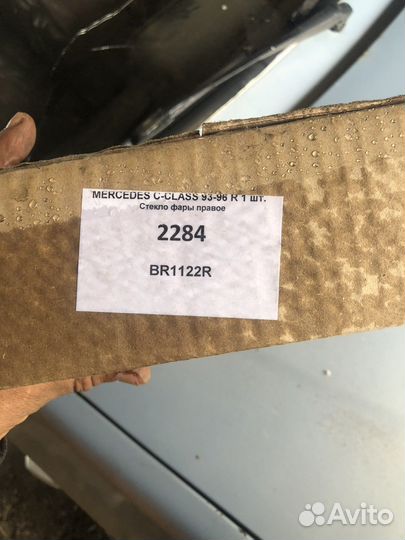 MERCEDES C-CLASS 93-96 R 1 шт.
Стекло фары правое
2284
BR1122R
Avito